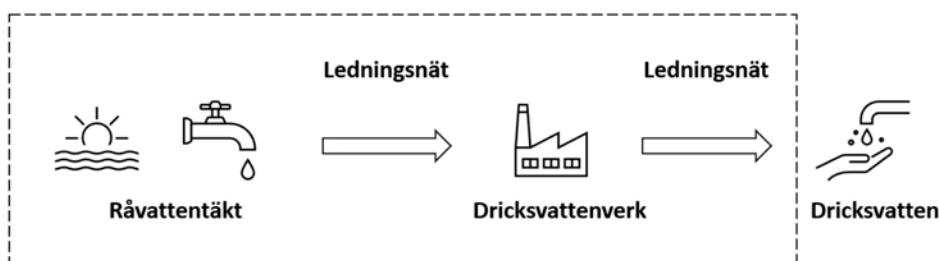 Ledningsnät
Ledningsnät
Råvattentäkt
Dricksvattenverk
Dricksvatten